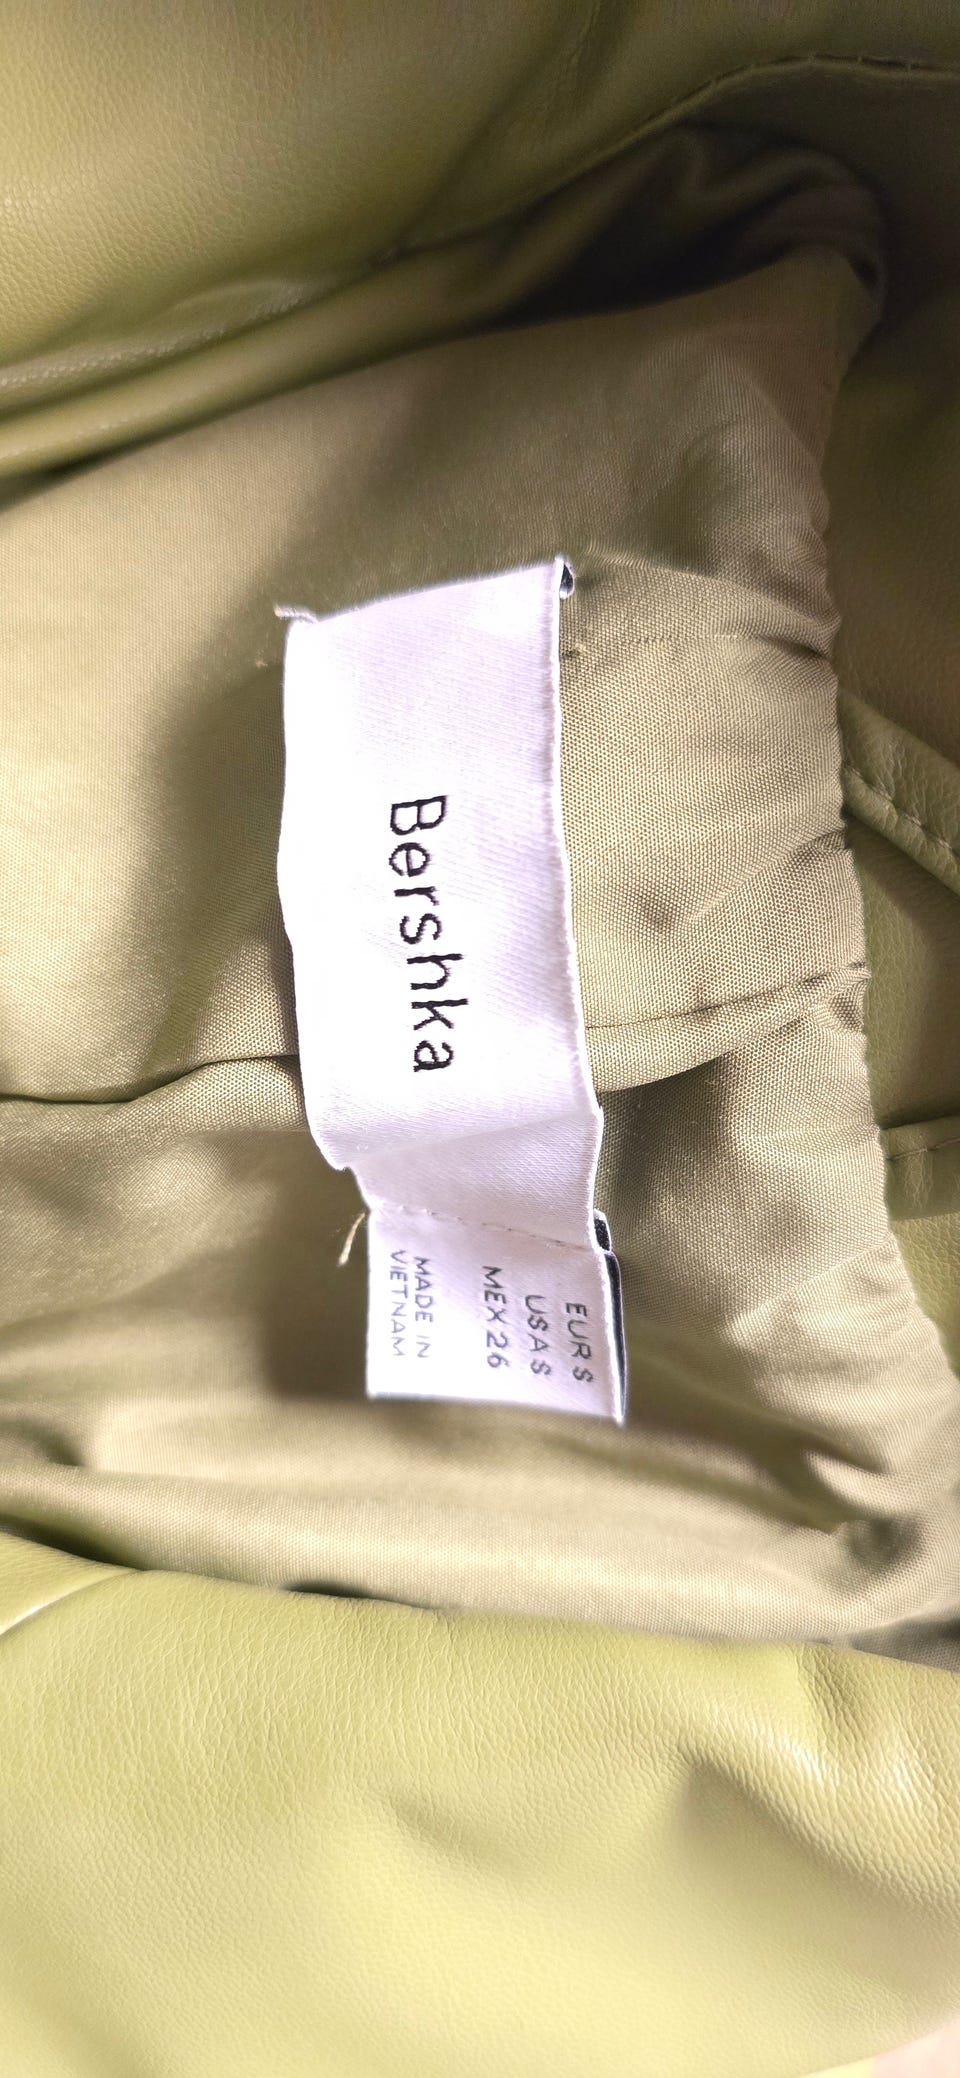 Bershka
EUR S
USA S
MEX 26
MADE IN
VIETNAM